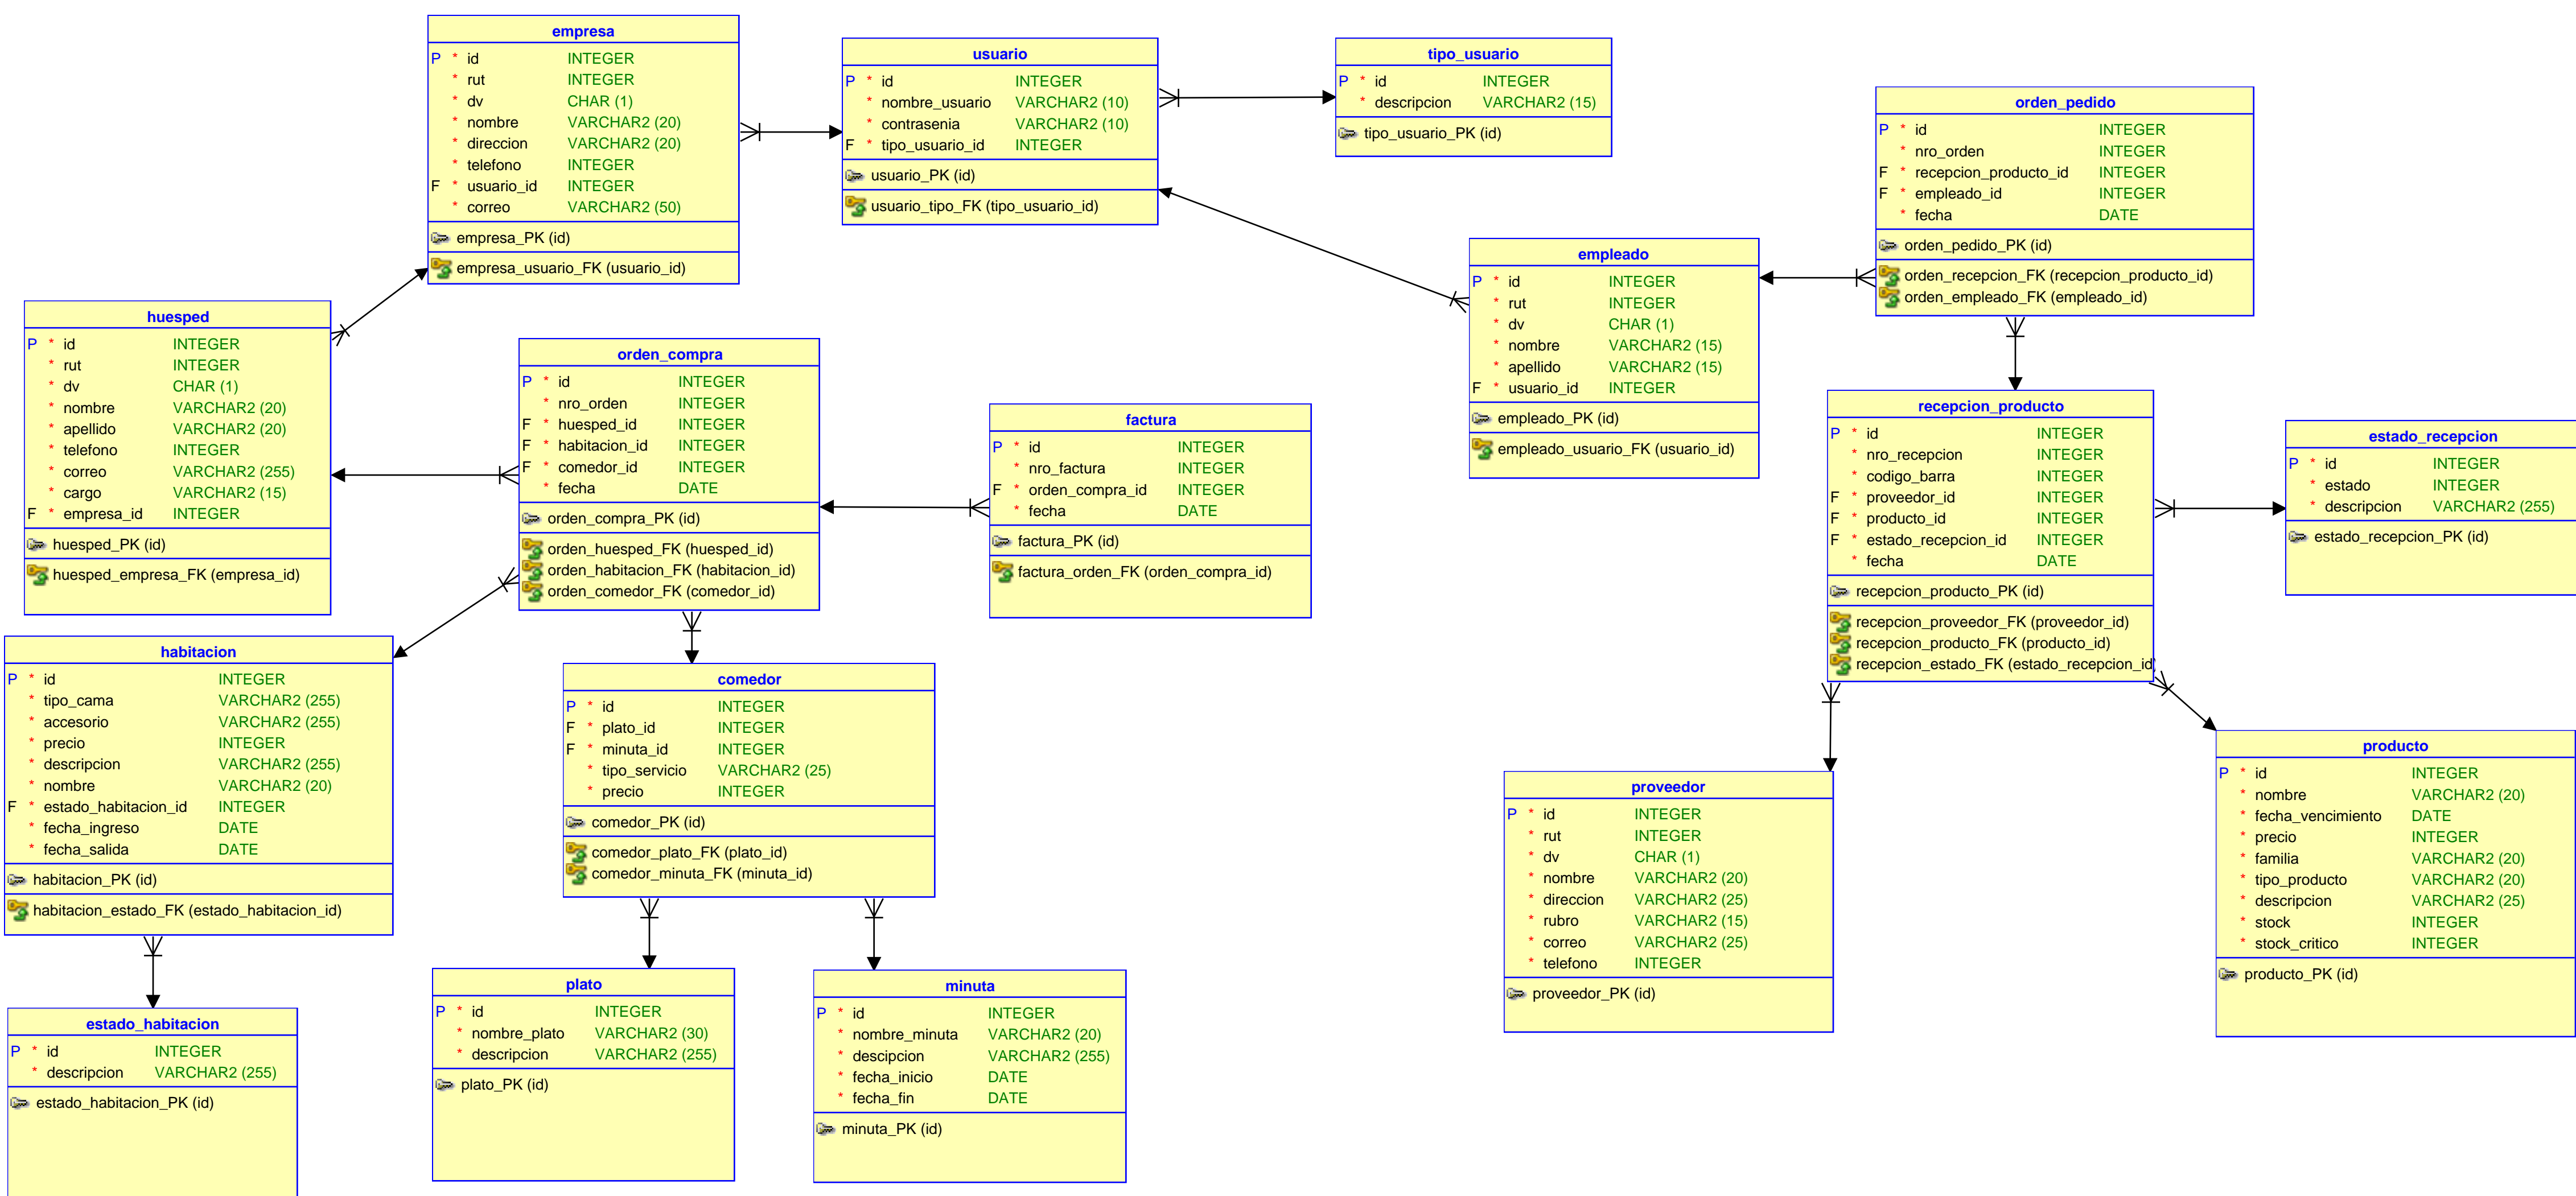 empresa
P * id INTEGER
* rut INTEGER
* dv CHAR (1)
* nombre VARCHAR2 (20)
* direccion VARCHAR2 (20)
* telefono INTEGER
F * usuario_id INTEGER
* correo VARCHAR2 (50)
empresa_PK (id)
empresa_usuario_FK (usuario_id)
usuario
P * id INTEGER
* nombre_usuario VARCHAR2 (10)
* contrasenia VARCHAR2 (10)
F * tipo_usuario_id INTEGER
usuario_PK (id)
usuario_tipo_FK (tipo_usuario_id)
tipo_usuario
P * id INTEGER
* descripcion VARCHAR2 (15)
tipo_usuario_PK (id)
orden_pedido
P * id INTEGER
* nro_orden INTEGER
F * recepcion_producto_id INTEGER
F * empleado_id INTEGER
* fecha DATE
orden_pedido_PK (id)
orden_recepcion_FK (recepcion_producto_id)
orden_empleado_FK (empleado_id)
empleado
P * id INTEGER
* rut INTEGER
* dv CHAR (1)
* nombre VARCHAR2 (15)
* apellido VARCHAR2 (15)
F * usuario_id INTEGER
empleado_PK (id)
empleado_usuario_FK (usuario_id)
huesped
P * id INTEGER
* rut INTEGER
* dv CHAR (1)
* nombre VARCHAR2 (20)
* apellido VARCHAR2 (20)
* telefono INTEGER
* correo VARCHAR2 (255)
* cargo VARCHAR2 (15)
F * empresa_id INTEGER
huesped_PK (id)
huesped_empresa_FK (empresa_id)
orden_compra
P * id INTEGER
* nro_orden INTEGER
F * huesped_id INTEGER
F * habitacion_id INTEGER
F * comedor_id INTEGER
* fecha DATE
orden_compra_PK (id)
orden_huesped_FK (huesped_id)
orden_habitacion_FK (habitacion_id)
orden_comedor_FK (comedor_id)
factura
P * id INTEGER
* nro_factura INTEGER
F * orden_compra_id INTEGER
* fecha DATE
factura_PK (id)
factura_orden_FK (orden_compra_id)
recepcion_producto
P * id INTEGER
* nro_recepcion INTEGER
* codigo_barra INTEGER
F * proveedor_id INTEGER
F * producto_id INTEGER
F * estado_recepcion_id INTEGER
* fecha DATE
recepcion_producto_PK (id)
recepcion_proveedor_FK (proveedor_id)
recepcion_producto_FK (producto_id)
recepcion_estado_FK (estado_recepcion_id
estado_recepcion
P * id INTEGER
* estado INTEGER
* descripcion VARCHAR2 (255)
estado_recepcion_PK (id)
habitacion
P * id INTEGER
* tipo_cama VARCHAR2 (255)
* accesorio VARCHAR2 (255)
* precio INTEGER
* descripcion VARCHAR2 (255)
* nombre VARCHAR2 (20)
F * estado_habitacion_id INTEGER
* fecha_ingreso DATE
* fecha_salida DATE
habitacion_PK (id)
habitacion_estado_FK (estado_habitacion_id)
comedor
P * id INTEGER
F * plato_id INTEGER
F * minuta_id INTEGER
* tipo_servicio VARCHAR2 (25)
* precio INTEGER
comedor_PK (id)
comedor_plato_FK (plato_id)
comedor_minuta_FK (minuta_id)
proveedor
P * id INTEGER
* rut INTEGER
* dv CHAR (1)
* nombre VARCHAR2 (20)
* direccion VARCHAR2 (25)
* rubro VARCHAR2 (15)
* correo VARCHAR2 (25)
* telefono INTEGER
proveedor_PK (id)
producto
P * id INTEGER
* nombre VARCHAR2 (20)
* fecha_vencimiento DATE
* precio INTEGER
* familia VARCHAR2 (20)
* tipo_producto VARCHAR2 (20)
* descripcion VARCHAR2 (25)
* stock INTEGER
* stock_critico INTEGER
producto_PK (id)
estado_habitacion
P * id INTEGER
* descripcion VARCHAR2 (255)
estado_habitacion_PK (id)
plato
P * id INTEGER
* nombre_plato VARCHAR2 (30)
* descripcion VARCHAR2 (255)
plato_PK (id)
minuta
P * id INTEGER
* nombre_minuta VARCHAR2 (20)
* descipcion VARCHAR2 (255)
* fecha_inicio DATE
* fecha_fin DATE
minuta_PK (id)